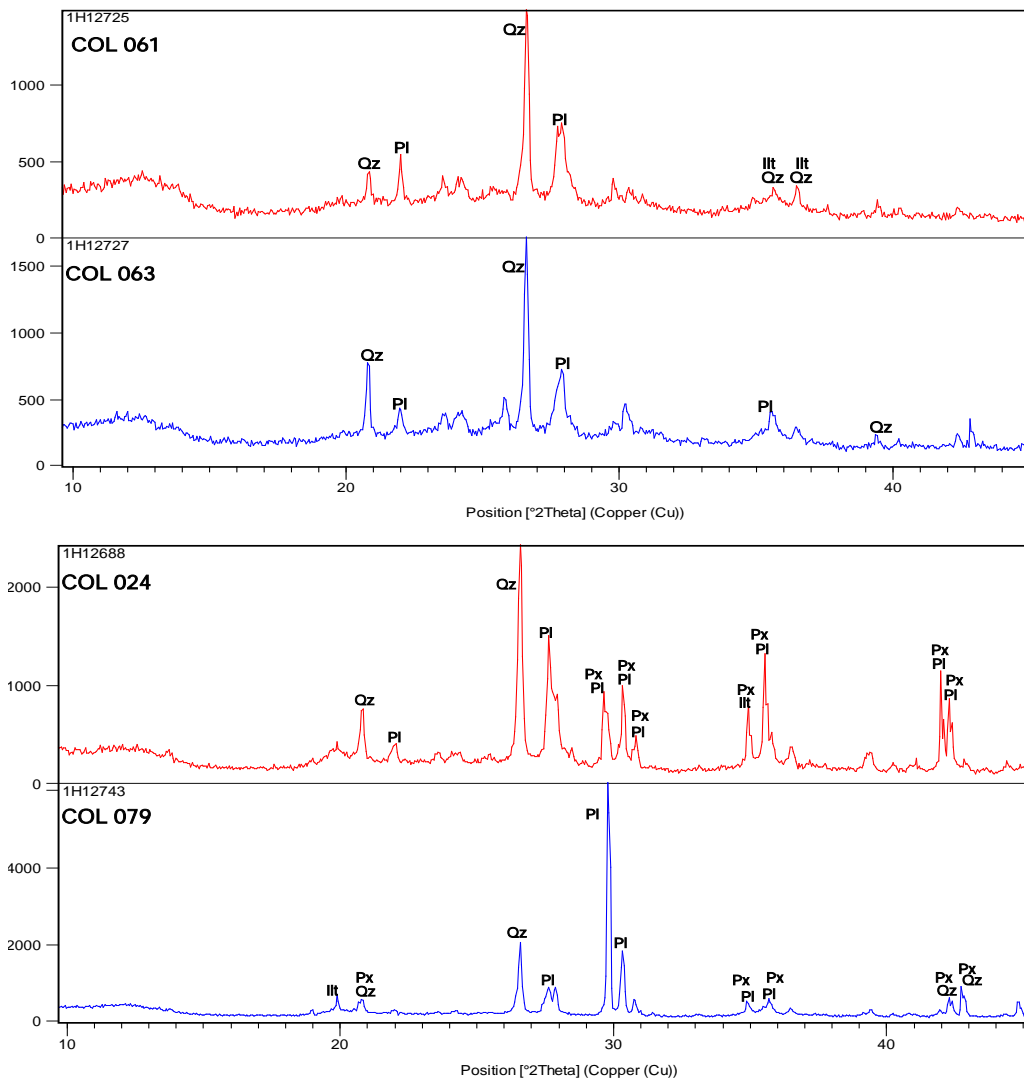 1H12725
COL 061
Qz
1000
Pl
Ilt Ilt
500
Qz Pl Qz Qz
0
1H12727
COL 063
1500
Qz
1000
Qz
Pl
500
Pl Pl
Qz
0
10 20 30 40
Position [°2Theta] (Copper (Cu))
1H12688
COL 024
2000
Qz
Pl Px
Pl
Px
Pl
Px Px Px
1000
Pl Pl Px Pl
Qz Px Ilt
Pl Pl
0
1H12743
COL 079
Pl
4000
Qz
2000
Pl
Px
Ilt Px Pl Px Px Px Qz
Qz Pl Pl Qz
0
10 20 30 40
Position [°2Theta] (Copper (Cu))